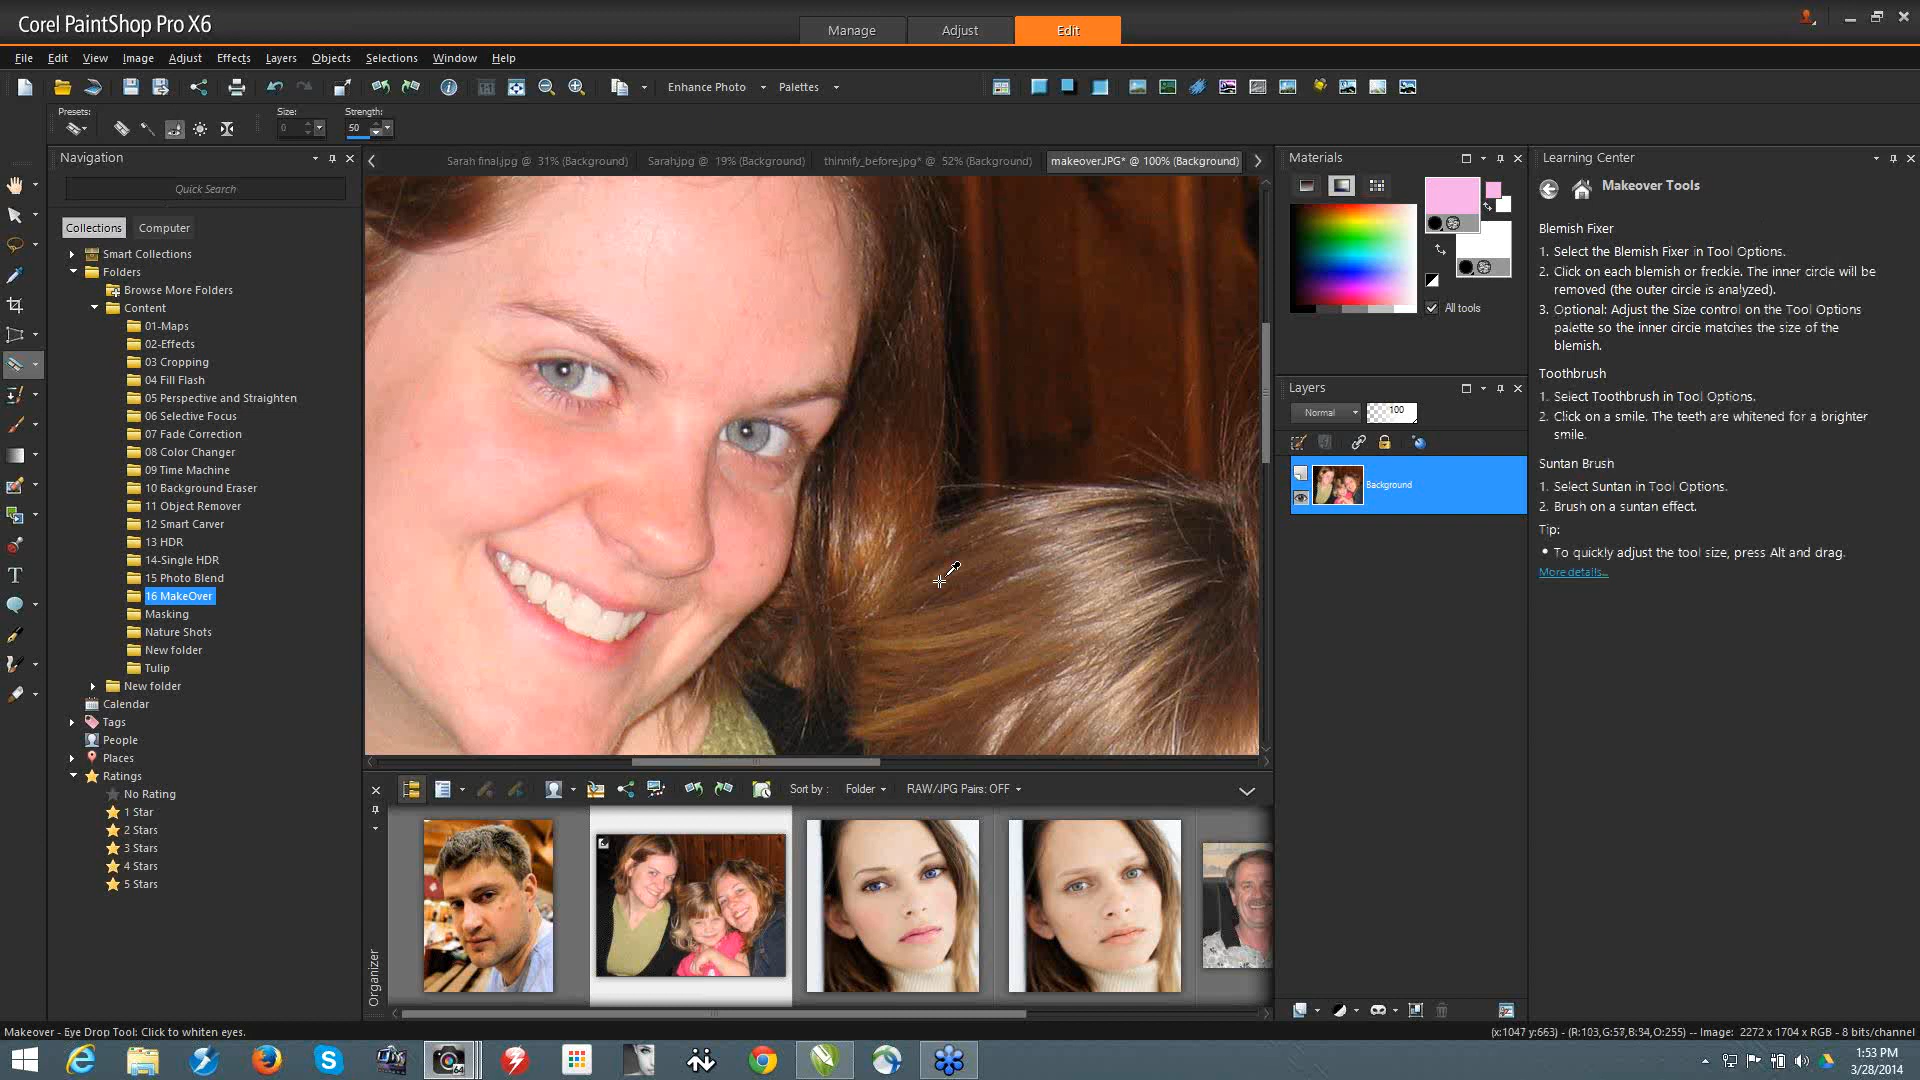 Corel PaintShop Pro X6
Manage
Adjust
Edit
File
Edit
View
Image
Adjust
Effects
Layers
Objects
Selections
Window
Help
Enhance Photo
Palettes
Presets:
Size:
Strength:
0
50
Navigation
Quick Search
Collections
Computer
Smart Collections
Folders
Browse More Folders
Content
01-Maps
02-Effects
03 Cropping
04 Fill Flash
05 Perspective and Straighten
06 Selective Focus
07 Fade Correction
08 Color Changer
09 Time Machine
10 Background Eraser
11 Object Remover
12 Smart Carver
13 HDR
14-Single HDR
15 Photo Blend
16 MakeOver
Masking
Nature Shots
New folder
Tulip
New folder
Calendar
Tags
People
Places
Ratings
No Rating
1 Star
2 Stars
3 Stars
4 Stars
5 Stars
Sarah final.jpg @ 31% (Background)
Sarah.jpg @ 19% (Background)
thinnify_before.jpg* @ 52% (Background)
makeoverJPG* @ 100% (Background)
Organizer
Sort by :
Folder
RAW/JPG Pairs: OFF
Materials
All tools
Layers
Normal
100
Background
Learning Center
Makeover Tools
Blemish Fixer
1. Select the Blemish Fixer in Tool Options.
2. Click on each blemish or freckle. The inner circle will be
removed (the outer circle is analyzed).
3. Optional: Adjust the Size control on the Tool Options
palette so the inner circle matches the size of the
blemish.
Toothbrush
1. Select Toothbrush in Tool Options.
2. Click on a smile. The teeth are whitened for a brighter
smile.
Suntan Brush
1. Select Suntan in Tool Options.
2. Brush on a suntan effect.
Tip:
• To quickly adjust the tool size, press Alt and drag.
More details...
Makeover - Eye Drop Tool: Click to whiten eyes.
(x:1047 y:663) - (R:103,G:57,B:34,O:255) -- Image: 2272 x 1704 x RGB - 8 bits/channel
64
1:53 PM
3/28/2014